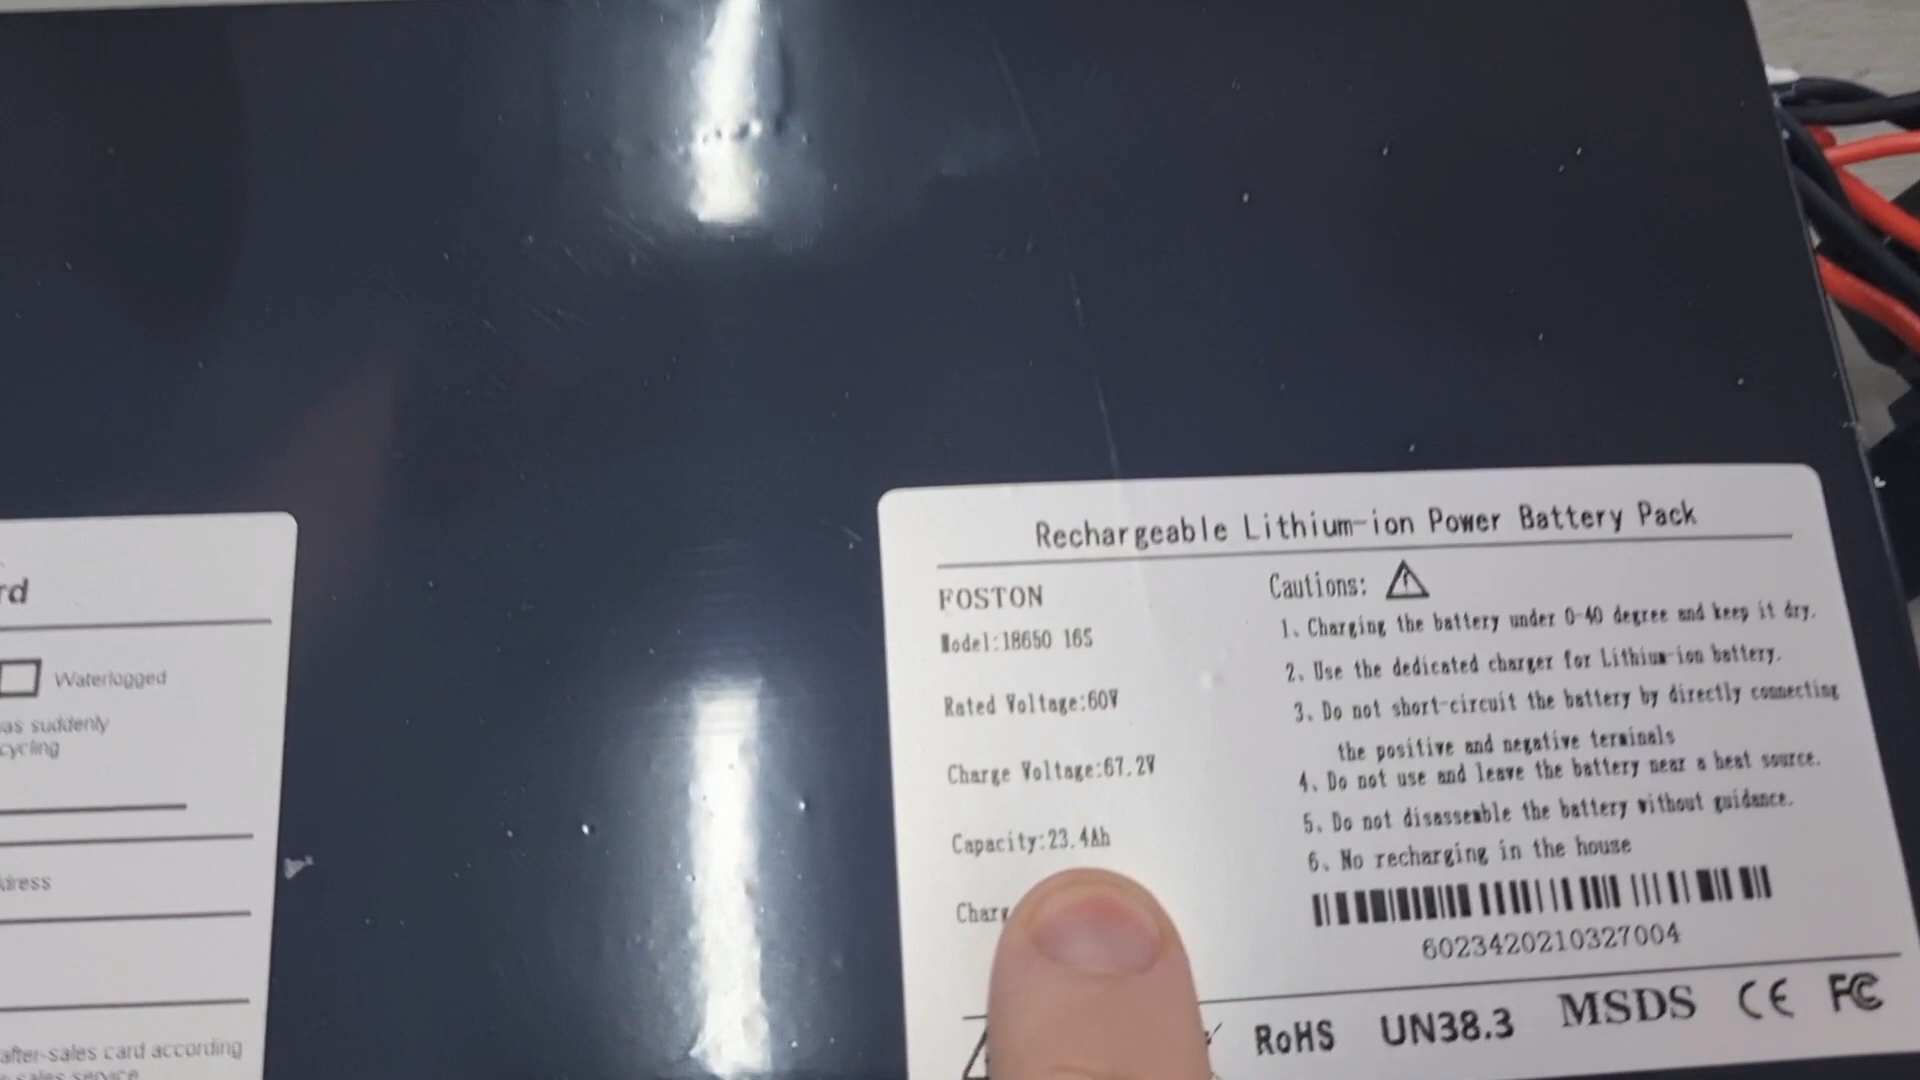 rd
Waterlogged
was suddenly
cycling
dress
after-sales card according
sales service
Rechargeable Lithium-ion Power Battery Pack
FOSTON
Model:18650 16S
Rated Voltage:60V
Charge Voltage:67.2V
Capacity:23.4Ah
Charg
Cautions:
1、Charging the battery under 0-40 degree and keep it dry.
2、Use the dedicated charger for Lithium-ion battery.
3、Do not short-circuit the battery by directly connecting
the positive and negative terminals
4、Do not use and leave the battery near a heat source.
5、Do not disassemble the battery without guidance.
6、No recharging in the house
6023420210327004
RoHS UN38.3 MSDS CE FC